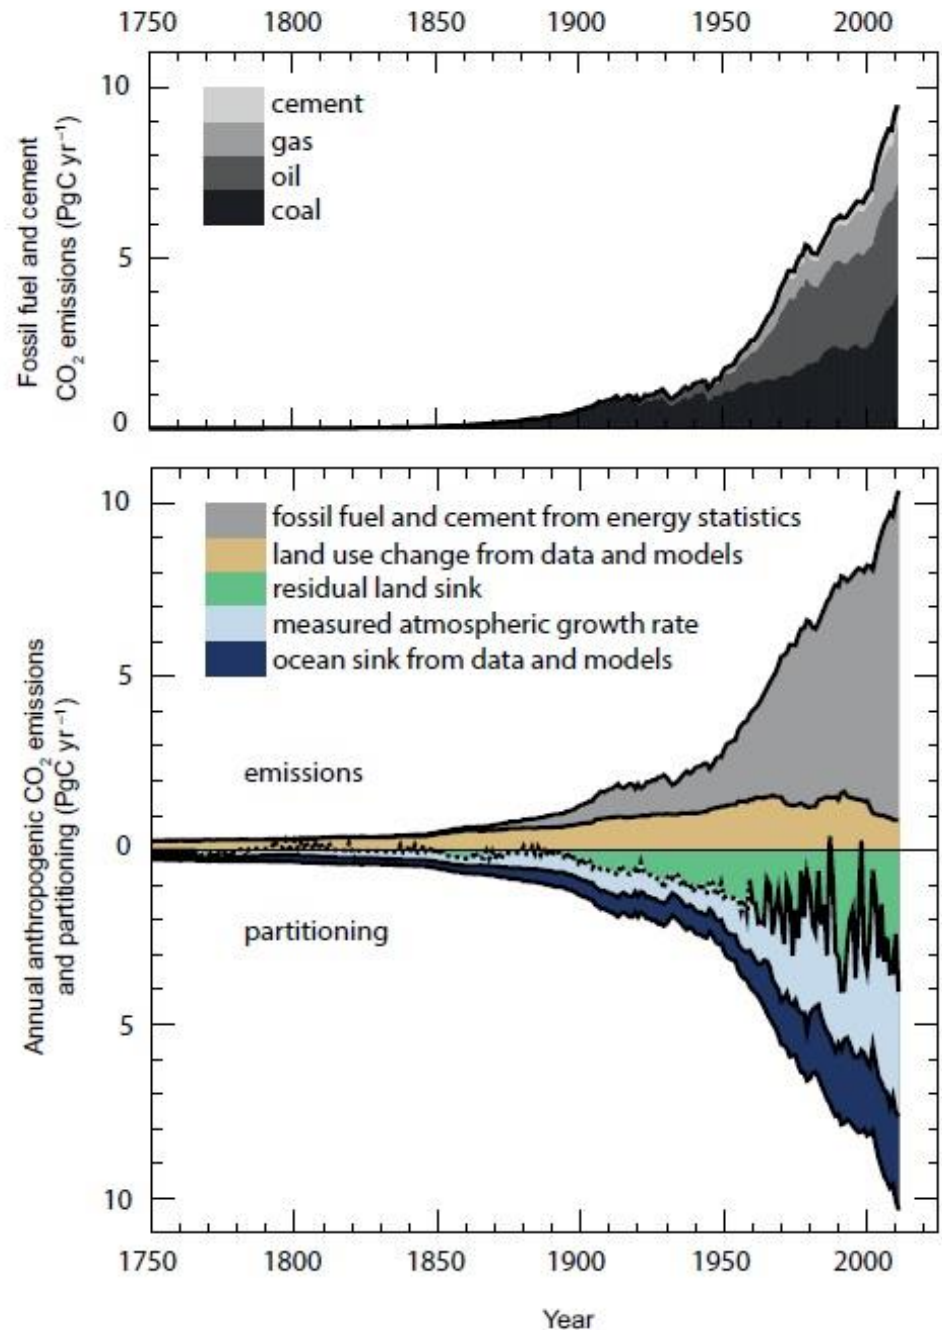 1750 1800 1850 1900 1950 2000
10
5
0
Fossil fuel and cement
CO₂ emissions (PgC yr⁻¹)
cement
gas
oil
coal
10
5
0
5
10
Annual anthropogenic CO₂ emissions
and partitioning (PgC yr⁻¹)
fossil fuel and cement from energy statistics
land use change from data and models
residual land sink
measured atmospheric growth rate
ocean sink from data and models
emissions
partitioning
1750 1800 1850 1900 1950 2000
Year